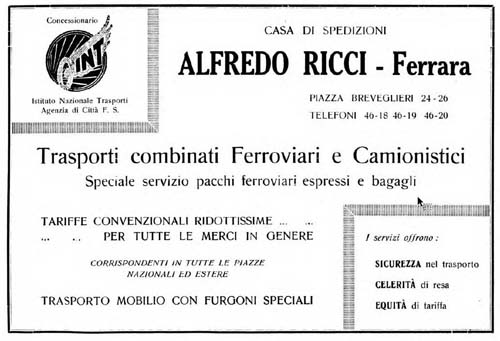 Concessionario
CINT
Istituto Nazionale Trasporti
Agenzia di Città F. S.
CASA DI SPEDIZIONI
ALFREDO RICCI - Ferrara
PIAZZA BREVEGLIERI 24-26
TELEFONI 46-18 46-19 46-20
Trasporti combinati Ferroviari e Camionistici
Speciale servizio pacchi ferroviari espressi e bagagli
TARIFFE CONVENZIONALI RIDOTTISSIME ... ...
... .. PER TUTTE LE MERCI IN GENERE
CORRISPONDENTI IN TUTTE LE PIAZZE
NAZIONALI ED ESTERE
TRASPORTO MOBILIO CON FURGONI SPECIALI
I servizi offrono:
SICUREZZA nel trasporto
CELERITÀ di resa
EQUITÀ di tariffa